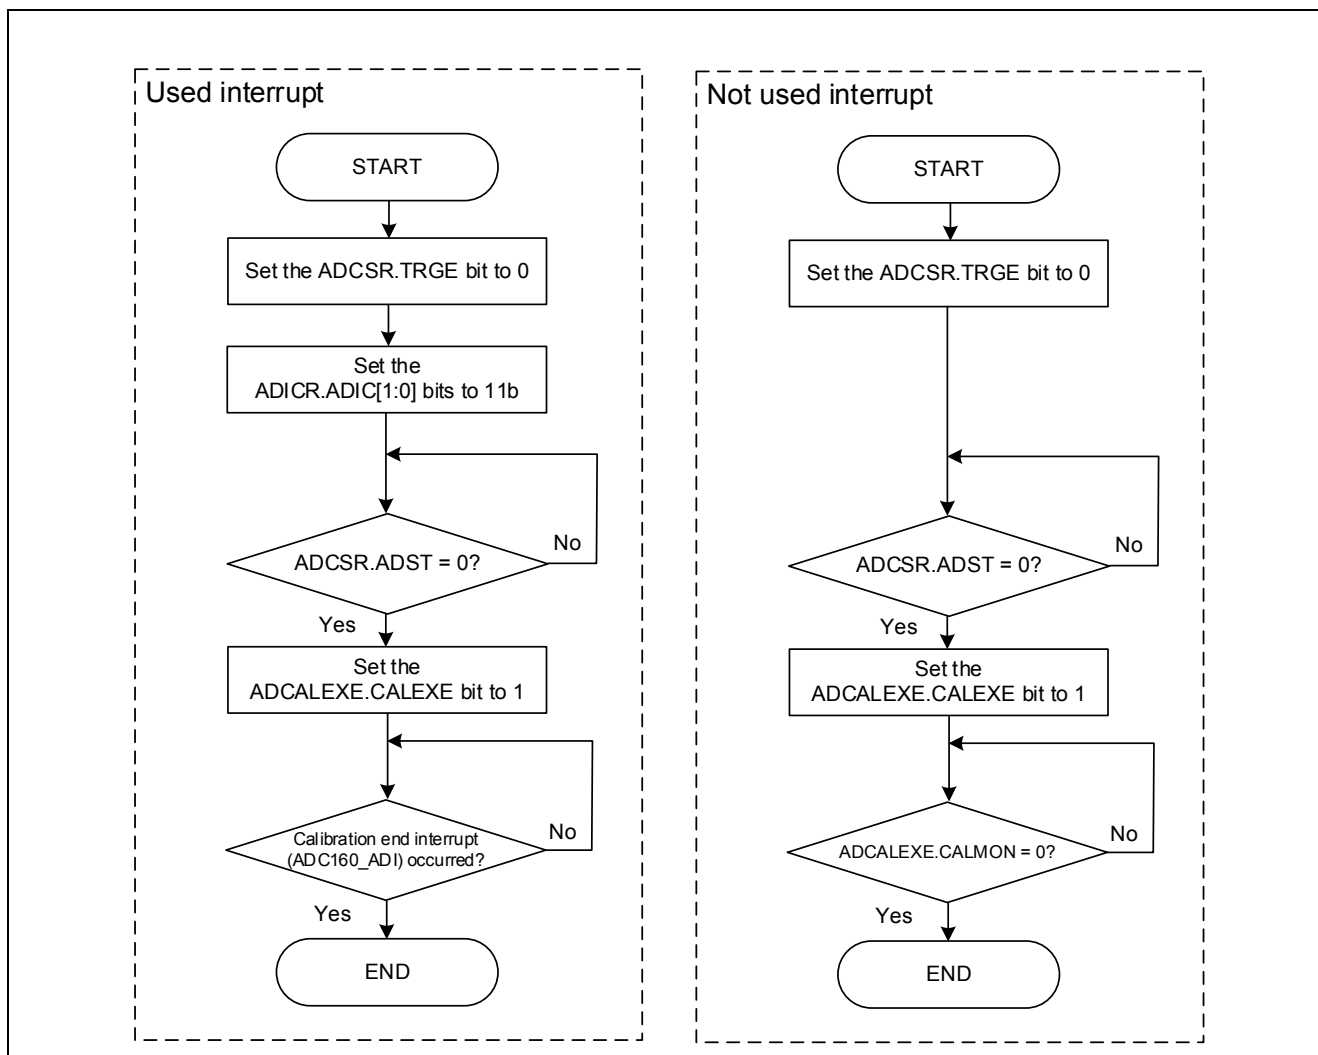 Used interrupt
START
Set the ADCSR.TRGE bit to 0
Set the
ADICR.ADIC[1:0] bits to 11b
ADCSR.ADST = 0?
No
Yes
Set the
ADCALEXE.CALEXE bit to 1
Calibration end interrupt
(ADC160_ADI) occurred?
No
Yes
END
Not used interrupt
START
Set the ADCSR.TRGE bit to 0
ADCSR.ADST = 0?
No
Yes
Set the
ADCALEXE.CALEXE bit to 1
ADCALEXE.CALMON = 0?
No
Yes
END